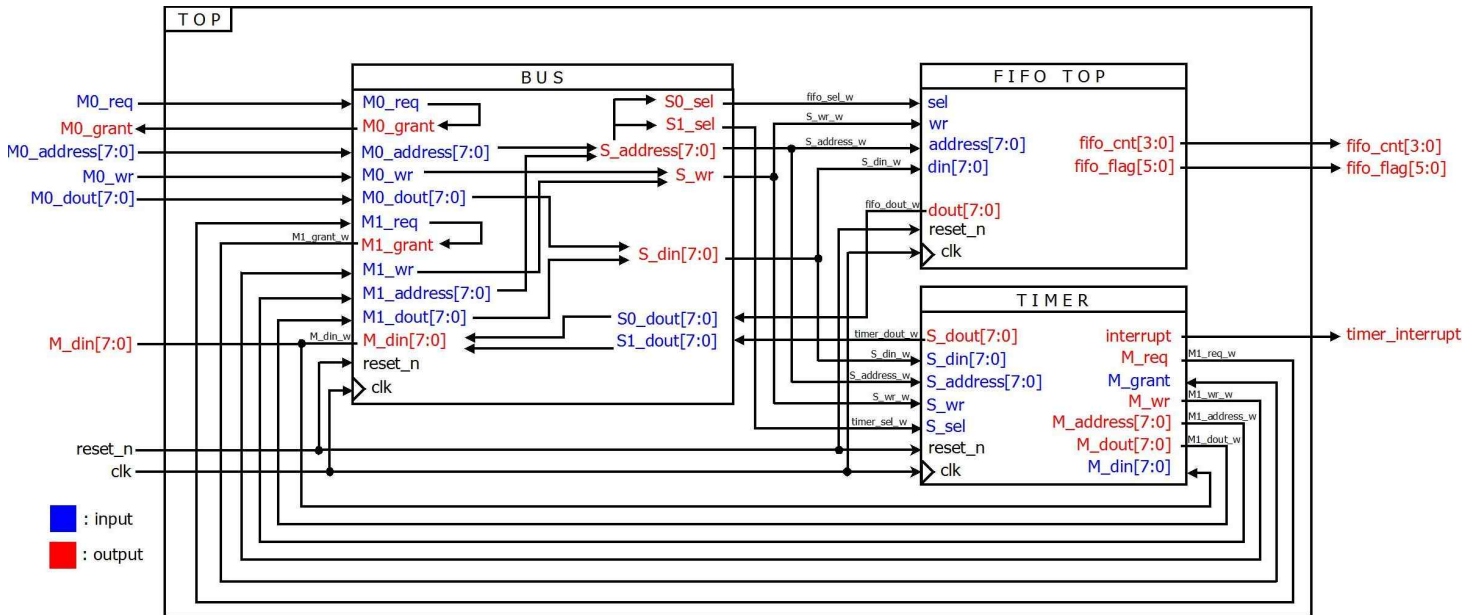 TOP
M0_req
M0_grant
M0_address[7:0]
M0_wr
M0_dout[7:0]
M_din[7:0]
reset_n
clk
: input
: output
BUS
M0_req
M0_grant
M0_address[7:0]
M0_wr
M0_dout[7:0]
M1_req
M1_grant_w
M1_grant
M1_wr
M1_address[7:0]
M1_dout[7:0]
M_din_w
M_din[7:0]
reset_n
clk
S0_sel
S1_sel
S_address[7:0]
S_wr
S_din[7:0]
S0_dout[7:0]
S1_dout[7:0]
fifo_sel_w
S_wr_w
S_address_w
S_din_w
fifo_dout_w
timer_dout_w
S_din_w
S_address_w
S_wr_w
timer_sel_w
FIFO TOP
sel
wr
address[7:0]
din[7:0]
dout[7:0]
reset_n
clk
fifo_cnt[3:0]
fifo_flag[5:0]
fifo_cnt[3:0]
fifo_flag[5:0]
TIMER
S_dout[7:0]
S_din[7:0]
S_address[7:0]
S_wr
S_sel
reset_n
clk
interrupt
M_req
M_grant
M_wr
M_address[7:0]
M_dout[7:0]
M_din[7:0]
M1_req_w
M1_wr_w
M1_address_w
M1_dout_w
timer_interrupt